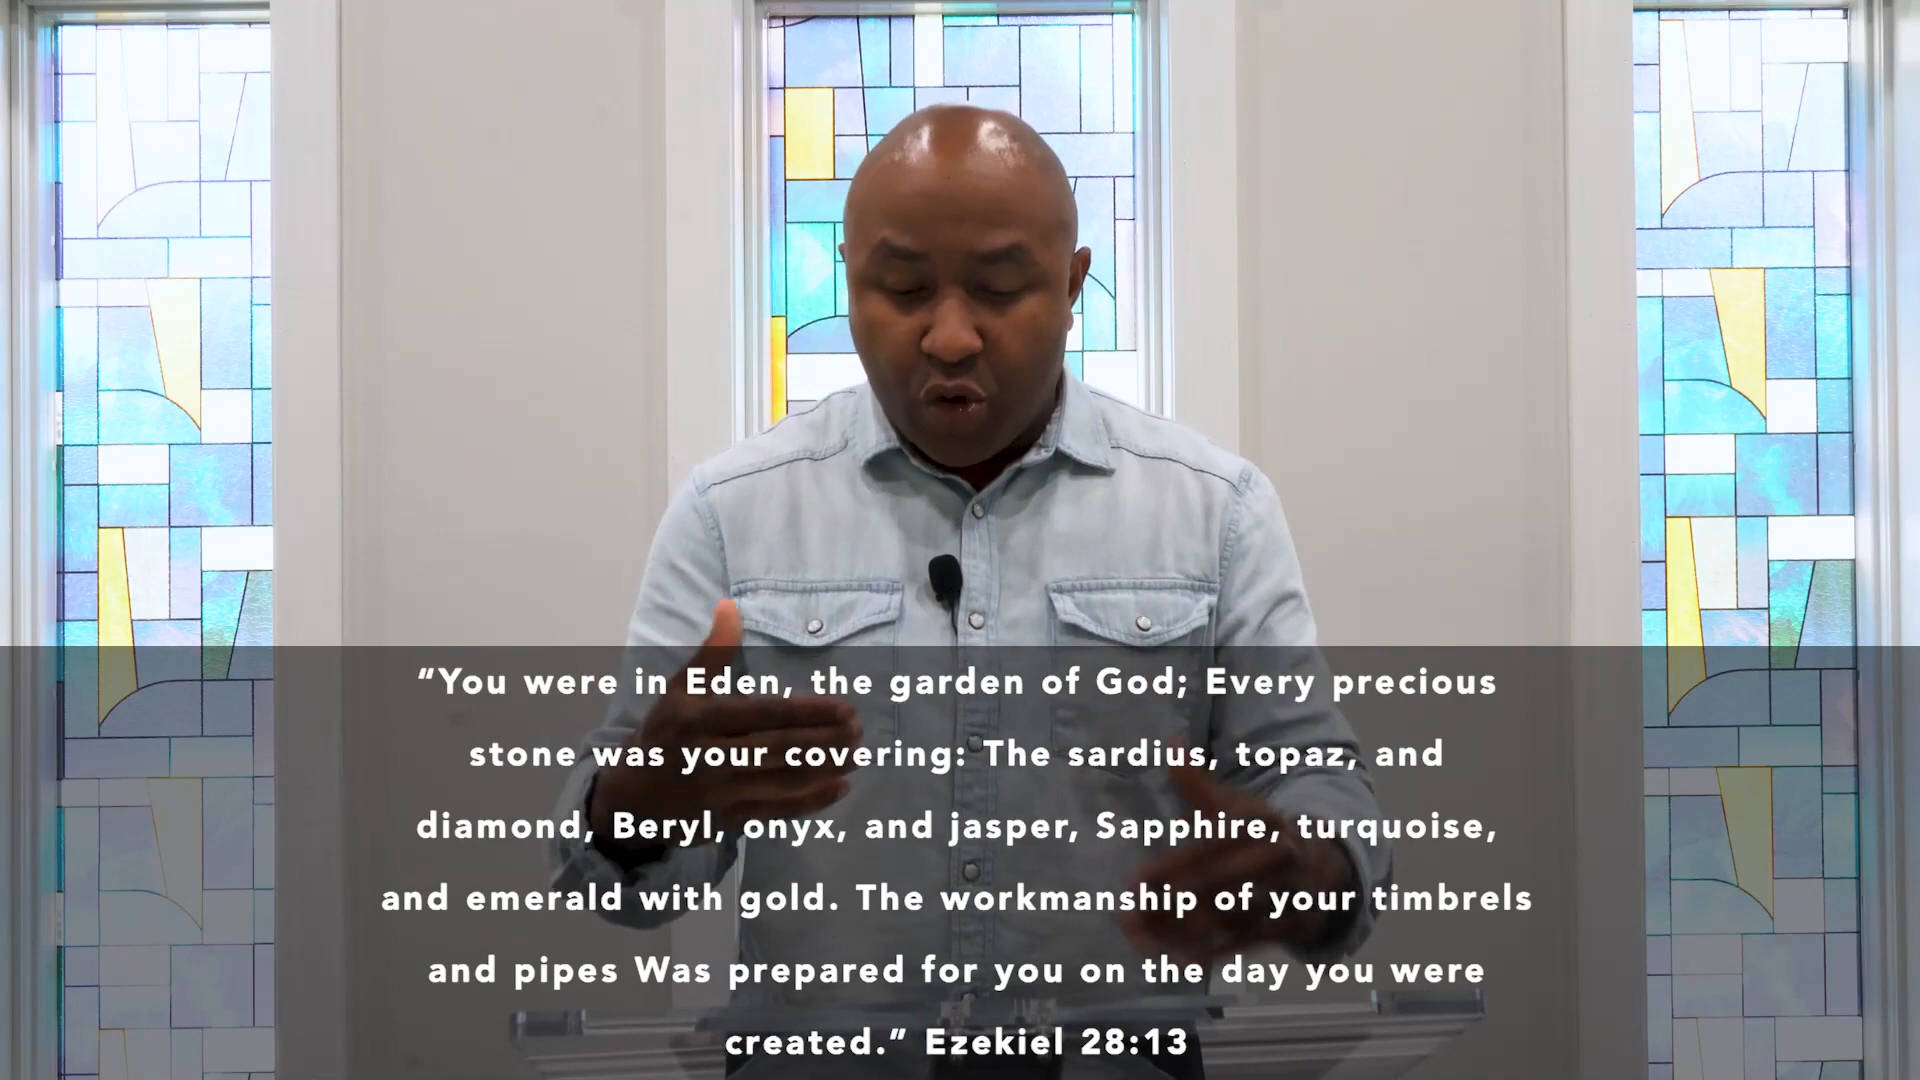 “You were in Eden, the garden of God; Every precious
stone was your covering: The sardius, topaz, and
diamond, Beryl, onyx, and jasper, Sapphire, turquoise,
and emerald with gold. The workmanship of your timbrels
and pipes Was prepared for you on the day you were
created.” Ezekiel 28:13